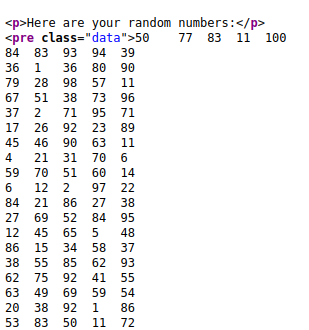 <p>Here are your random numbers:</p>
<pre class="data">50 77 83 11 100
84 83 93 94 39
36 1 36 80 90
79 28 98 57 11
67 51 38 73 96
37 2 71 95 71
17 26 92 23 89
45 46 90 63 11
4 21 31 70 6
59 70 51 60 14
6 12 2 97 22
84 21 86 27 38
27 69 52 84 95
12 45 65 5 48
86 15 34 58 37
38 55 85 62 93
62 75 92 41 55
63 49 69 59 54
20 38 92 1 86
53 83 50 11 72